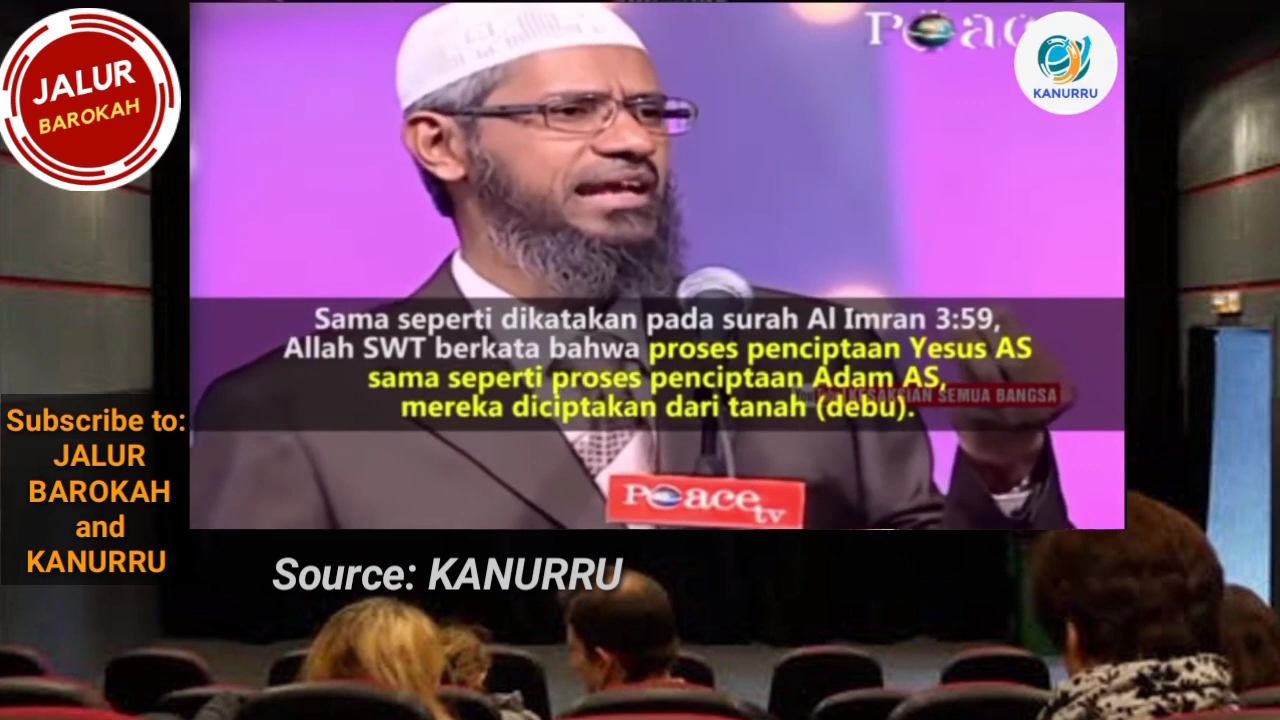 JALUR
BAROKAH
Peace
KANURRU
Sama seperti dikatakan pada surah Al Imran 3:59,
Allah SWT berkata bahwa proses penciptaan Yesus AS
sama seperti proses penciptaan Adam AS,
KESAKSIAN SEMUA BANGSA
mereka diciptakan dari tanah (debu).
Subscribe to:
JALUR
BAROKAH
and
KANURRU
Peace tv
Source: KANURRU